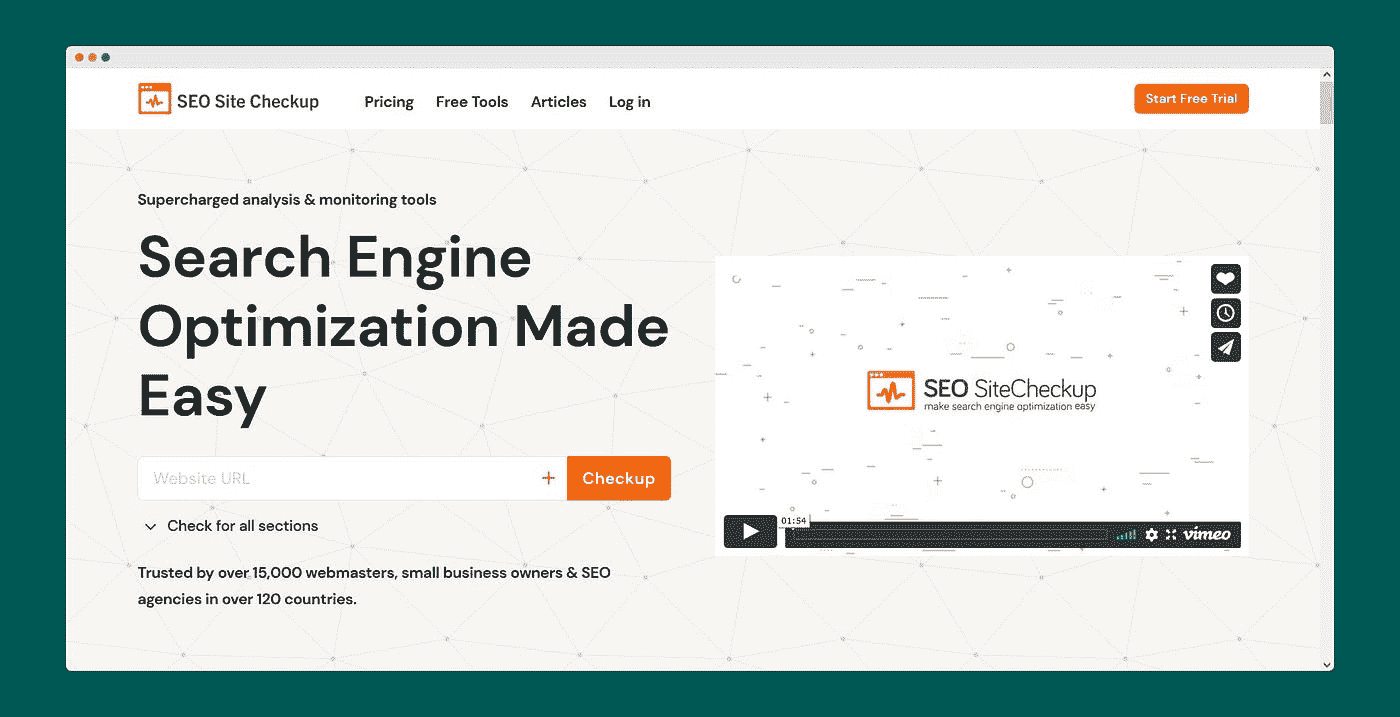 SEO Site Checkup
Pricing
Free Tools
Articles
Log in
Start Free Trial
Supercharged analysis & monitoring tools
Search Engine
Optimization Made
Easy
Website URL
Checkup
Check for all sections
Trusted by over 15,000 webmasters, small business owners & SEO
agencies in over 120 countries.
SEO SiteCheckup
make search engine optimization easy
01:54
vimeo